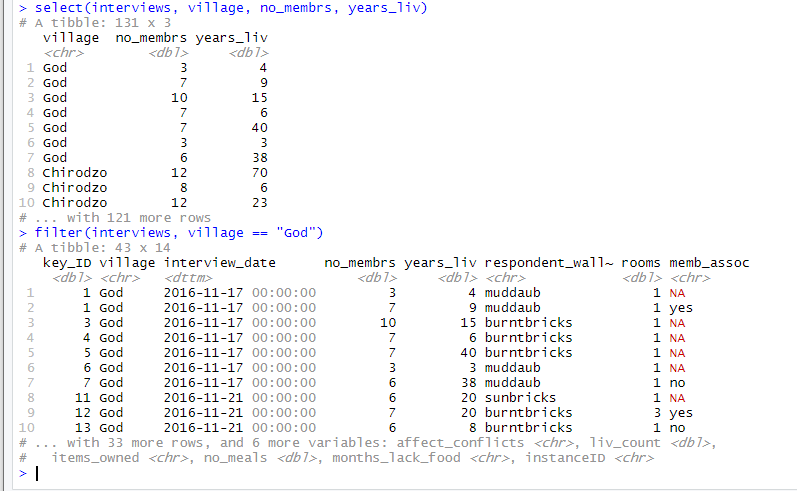 > select(interviews, village, no_membrs, years_liv)
# A tibble: 131 x 3
village no_membrs years_liv
<chr> <dbl> <dbl>
1 God 3 4
2 God 7 9
3 God 10 15
4 God 7 6
5 God 7 40
6 God 3 3
7 God 6 38
8 Chirodzo 12 70
9 Chirodzo 8 6
10 Chirodzo 12 23
# ... with 121 more rows
> filter(interviews, village == "God")
# A tibble: 43 x 14
key_ID village interview_date no_membrs years_liv respondent_wall~ rooms memb_assoc
<dbl> <chr> <dttm> <dbl> <dbl> <chr> <dbl> <chr>
1 1 God 2016-11-17 00:00:00 3 4 muddaub 1 NA
2 1 God 2016-11-17 00:00:00 7 9 muddaub 1 yes
3 3 God 2016-11-17 00:00:00 10 15 burntbricks 1 NA
4 4 God 2016-11-17 00:00:00 7 6 burntbricks 1 NA
5 5 God 2016-11-17 00:00:00 7 40 burntbricks 1 NA
6 6 God 2016-11-17 00:00:00 3 3 muddaub 1 NA
7 7 God 2016-11-17 00:00:00 6 38 muddaub 1 no
8 11 God 2016-11-21 00:00:00 6 20 sunbricks 1 NA
9 12 God 2016-11-21 00:00:00 7 20 burntbricks 3 yes
10 13 God 2016-11-21 00:00:00 6 8 burntbricks 1 no
# ... with 33 more rows, and 6 more variables: affect_conflicts <chr>, liv_count <dbl>,
# items_owned <chr>, no_meals <dbl>, months_lack_food <chr>, instanceID <chr>
>